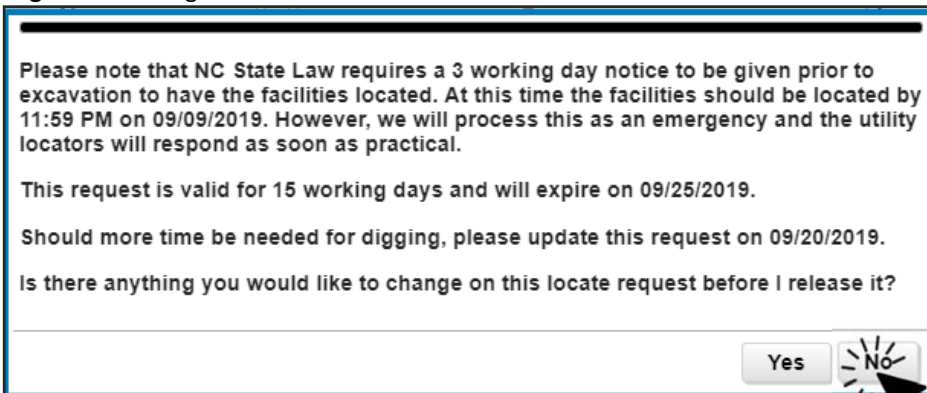 Please note that NC State Law requires a 3 working day notice to be given prior to
excavation to have the facilities located. At this time the facilities should be located by
11:59 PM on 09/09/2019. However, we will process this as an emergency and the utility
locators will respond as soon as practical.
This request is valid for 15 working days and will expire on 09/25/2019.
Should more time be needed for digging, please update this request on 09/20/2019.
Is there anything you would like to change on this locate request before I release it?
Yes No